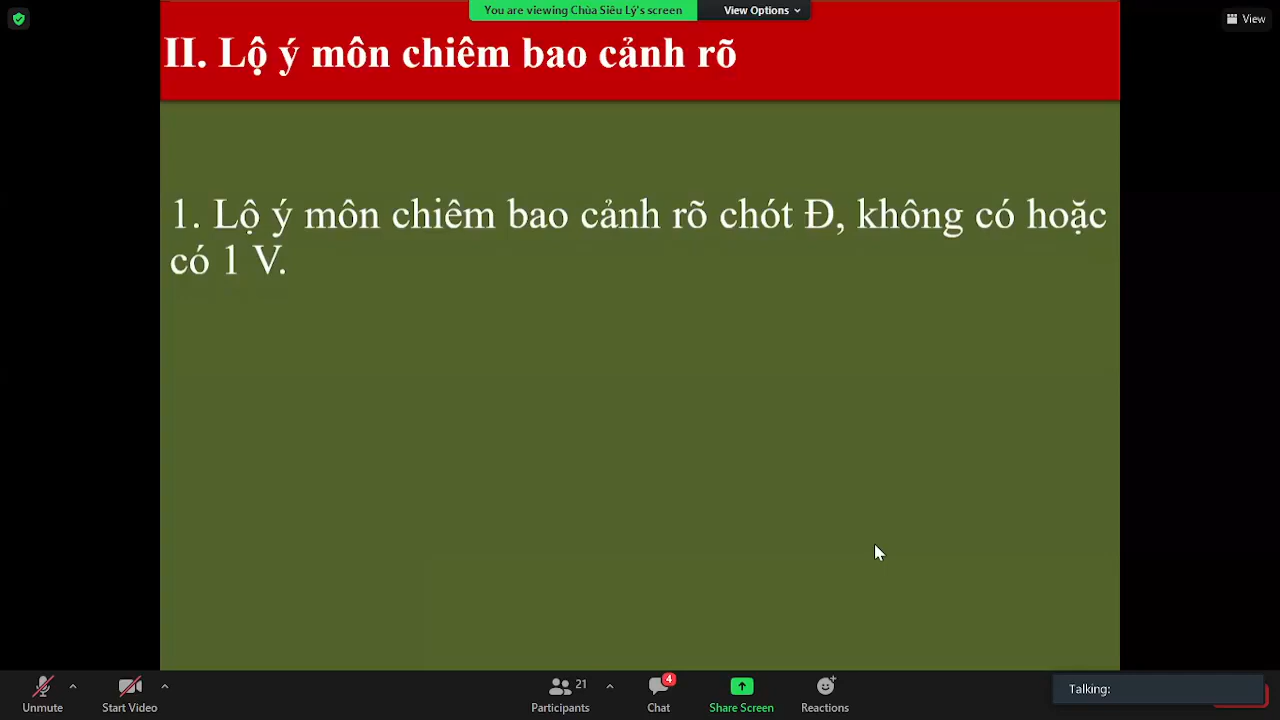 You are viewing Chùa Siêu Lý's screen
View Options
View
II. Lộ ý môn chiêm bao cảnh rõ
1. Lộ ý môn chiêm bao cảnh rõ chót Đ, không có hoặc
có 1 V.
Unmute
Start Video
21
Participants
4
Chat
Share Screen
Reactions
Talking: